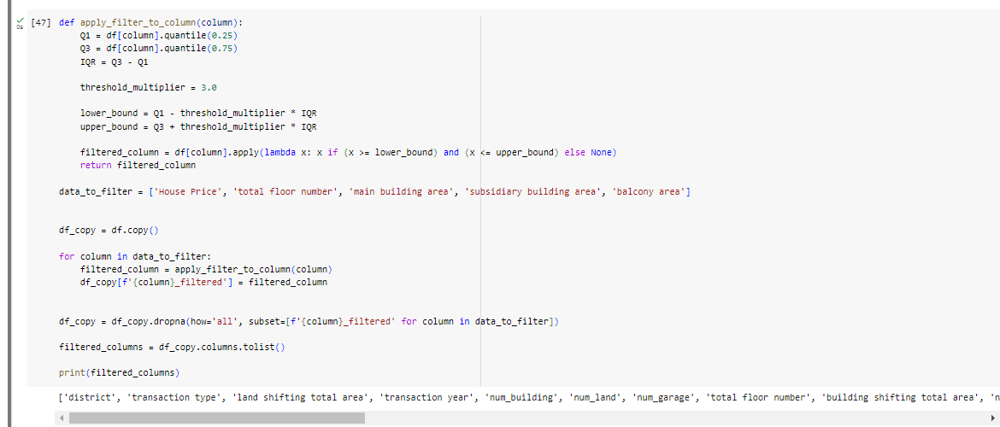 [47] def apply_filter_to_column(column):
0s
Q1 = df[column].quantile(0.25)
Q3 = df[column].quantile(0.75)
IQR = Q3 - Q1
threshold_multiplier = 3.0
lower_bound = Q1 - threshold_multiplier * IQR
upper_bound = Q3 + threshold_multiplier * IQR
filtered_column = df[column].apply(lambda x: x if (x >= lower_bound) and (x <= upper_bound) else None)
return filtered_column
data_to_filter = ['House Price', 'total floor number', 'main building area', 'subsidiary building area', 'balcony area']
df_copy = df.copy()
for column in data_to_filter:
filtered_column = apply_filter_to_column(column)
df_copy[f'{column}_filtered'] = filtered_column
df_copy = df_copy.dropna(how='all', subset=[f'{column}_filtered' for column in data_to_filter])
filtered_columns = df_copy.columns.tolist()
print(filtered_columns)
['district', 'transaction type', 'land shifting total area', 'transaction year', 'num_building', 'num_land', 'num_garage', 'total floor number', 'building shifting total area', 'n